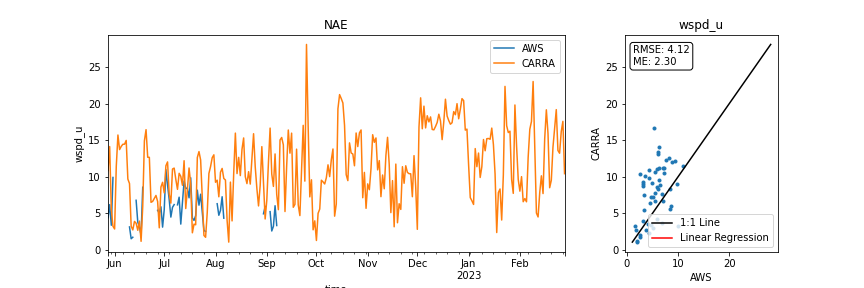 NAE
wspd_u
AWS
CARRA
wspd_u
25
20
15
10
5
0
Jun
Jul
Aug
Sep
Oct
Nov
Dec
Jan
2023
Feb
time
RMSE: 4.12
ME: 2.30
CARRA
25
20
15
10
5
0
1:1 Line
Linear Regression
0
10
20
AWS